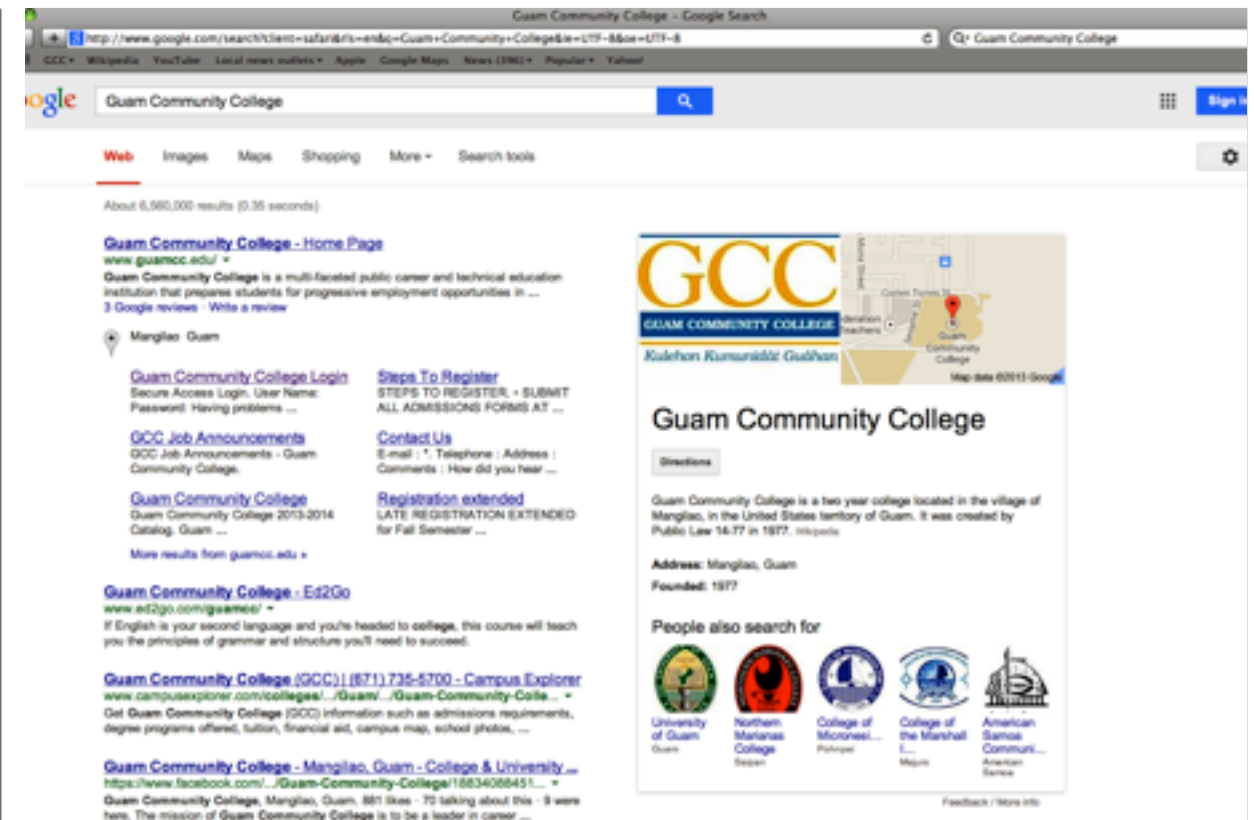 Guam Community College - Google Search
http://www.google.com/search?client=safari&rls=en&q=Guam+Community+College&ie=UTF-8&oe=UTF-8
Guam Community College
GCC Wikipedia YouTube Local news outlets Apple Google Maps News (396) Popular Yahoo!
ogle
Guam Community College
Sign in
Web Images Maps Shopping More Search tools
About 6,560,000 results (0.35 seconds)
Guam Community College - Home Page
www.guamcc.edu/
Guam Community College is a multi-faceted public career and technical education
institution that prepares students for progressive employment opportunities in ...
3 Google reviews · Write a review
Mangilao Guam
Guam Community College Login
Secure Access Login. User Name:
Password: Having problems ...
Steps To Register
STEPS TO REGISTER. • SUBMIT
ALL ADMISSIONS FORMS AT ...
GCC Job Announcements
GCC Job Announcements - Guam
Community College.
Contact Us
E-mail : *. Telephone : Address :
Comments : How did you hear ...
Guam Community College
Guam Community College 2013-2014
Catalog. Guam ...
Registration extended
LATE REGISTRATION EXTENDED
for Fall Semester ...
More results from guamcc.edu »
Guam Community College - Ed2Go
www.ed2go.com/guamcc/
If English is your second language and you're headed to college, this course will teach
you the principles of grammar and structure you'll need to succeed.
Guam Community College (GCC) | (671) 735-5700 - Campus Explorer
www.campusexplorer.com/colleges/.../Guam/.../Guam-Community-Colle...
Get Guam Community College (GCC) information such as admissions requirements,
degree programs offered, tuition, financial aid, campus map, school photos, ...
Guam Community College - Mangilao, Guam - College & University ...
https://www.facebook.com/.../Guam-Community-College/18834088451...
Guam Community College, Mangilao, Guam. 881 likes · 70 talking about this · 9 were
here. The mission of Guam Community College is to be a leader in career ...
GCC
GUAM COMMUNITY COLLEGE
Kulehon Kumunidåt Guåhan
Teachers
Guam
Community
College
Map data ©2013 Google
Guam Community College
Directions
Guam Community College is a two year college located in the village of
Mangilao, in the United States territory of Guam. It was created by
Public Law 14-77 in 1977. Wikipedia
Address: Mangilao, Guam
Founded: 1977
People also search for
University
of Guam
Guam
Northern
Marianas
College
Saipan
College of
Micronesi...
Pohnpei
College of
the Marshall
I...
Majuro
American
Samoa
Communi...
American
Samoa
Feedback / More info